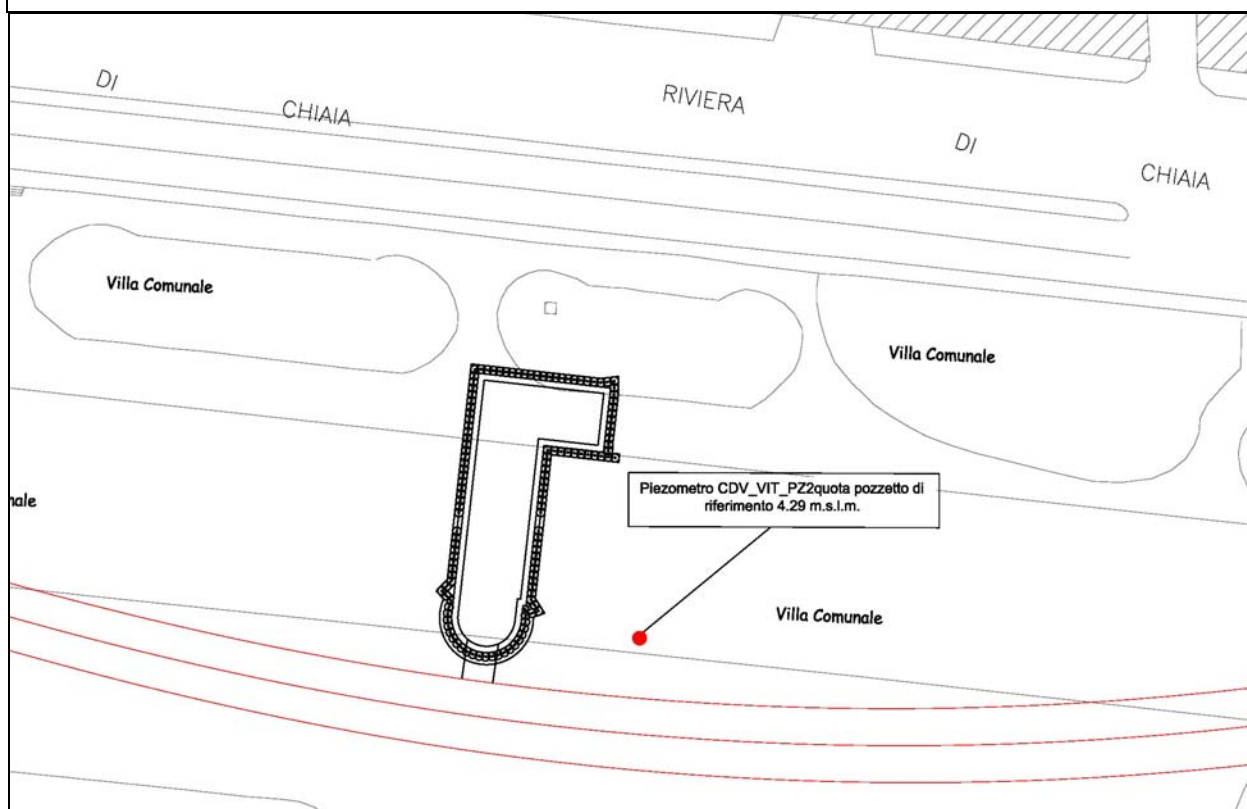 DI
CHIAIA
RIVIERA
DI
CHIAIA
Villa Comunale
Villa Comunale
nale
Piezometro CDV_VIT_PZ2quota pozzetto di
riferimento 4.29 m.s.l.m.
Villa Comunale